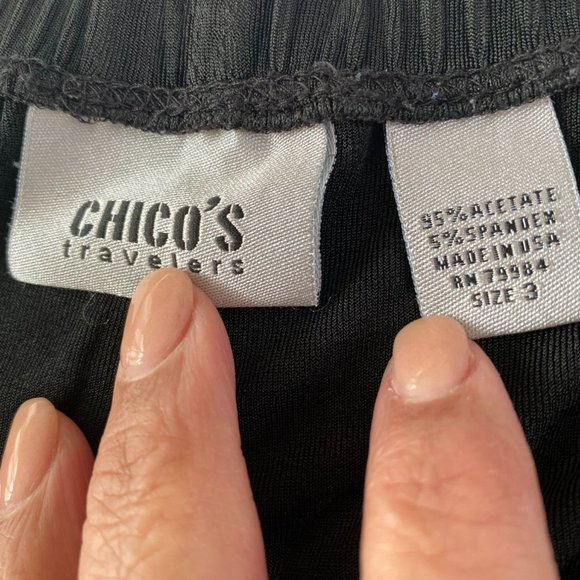 CHICO'S
travelers
95% ACETATE
5% SPANDEX
MADE IN USA
RN 79984
SIZE 3